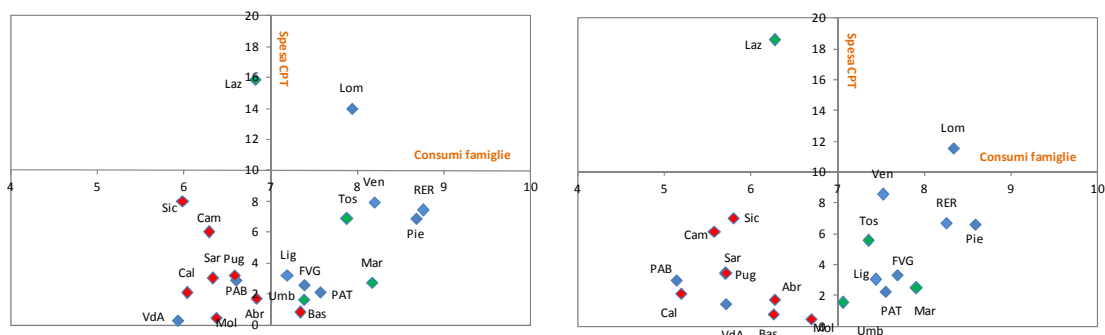 20
18
Spesa CPT
16
Laz
14
Lom
12
10
Consumi famiglie
4 5 6 7 8 9 10
8
Sic
Ven
RER
Cam
Tos
6
Pie
4
Cal
Sar Pug
Lig
FVG
Mar
2
PAB
Umb
PAT
VdA
Mol
Abr
Bas
0
20
18
Spesa CPT
Laz
16
14
Lom
12
10
Consumi famiglie
4 5 6 7 8 9 10
Ven
8
Sic
RER
Cam
Tos
6
Pie
4
PAB
Sar
Pug
Lig
FVG
2
Cal
Abr
PAT
Mar
0
VdA
Bas
Mol
Umb